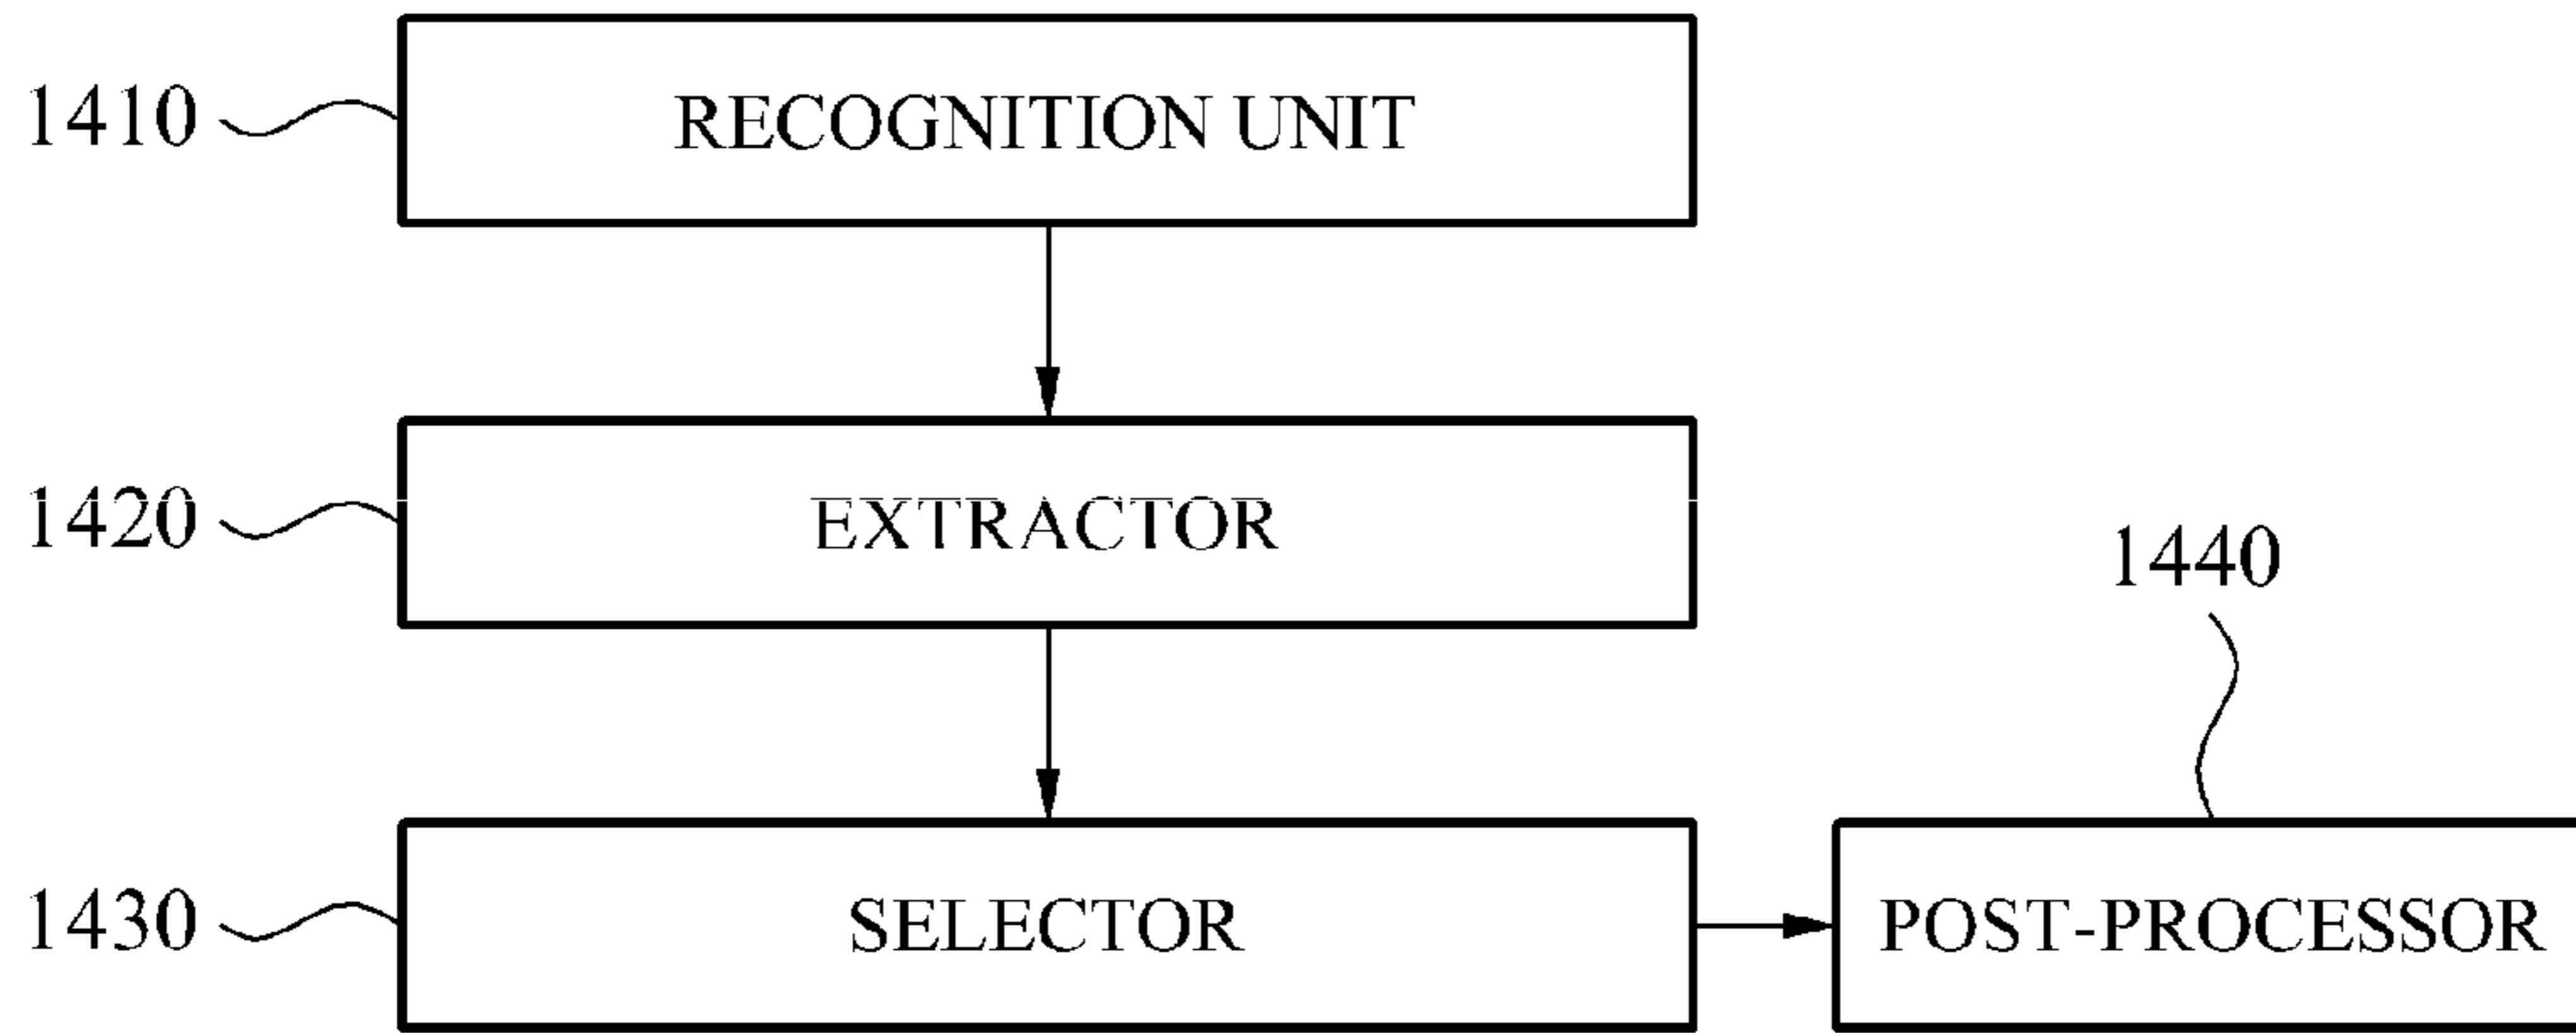 1410 RECOGNITION UNIT
1420 EXTRACTOR
1440
1430 SELECTOR POST-PROCESSOR